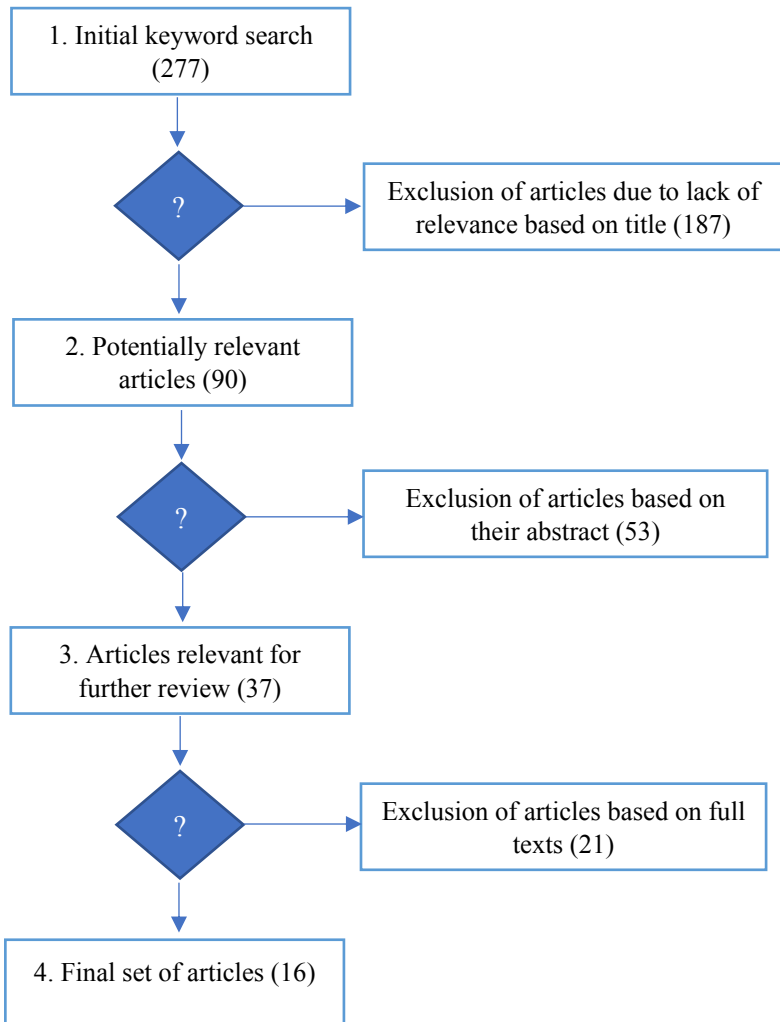 1. Initial keyword search
(277)
?
Exclusion of articles due to lack of
relevance based on title (187)
2. Potentially relevant
articles (90)
?
Exclusion of articles based on
their abstract (53)
3. Articles relevant for
further review (37)
?
Exclusion of articles based on full
texts (21)
4. Final set of articles (16)